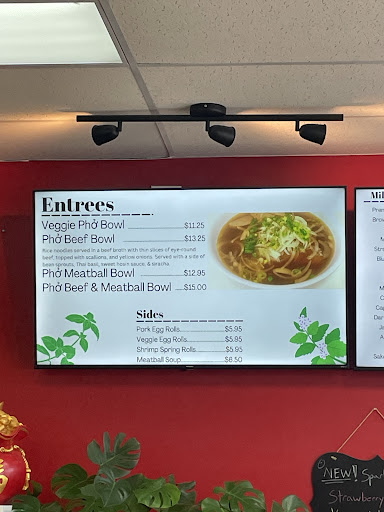 Entrees
Veggie Phở Bowl $11.25
Phở Beef Bowl $13.25
Rice noodles served in a beef broth with thin slices of eye-round
beef, topped with scallions, and yellow onions. Served with a side of
bean sprouts, Thai basil, sweet hoisin sauce, & sriracha.
Phở Meatball Bowl $12.95
Phở Beef & Meatball Bowl $15.00
Sides
Pork Egg Rolls $5.95
Veggie Egg Rolls $5.95
Shrimp Spring Rolls $5.95
Meatball Soup $6.50
NEW!
Strawberry